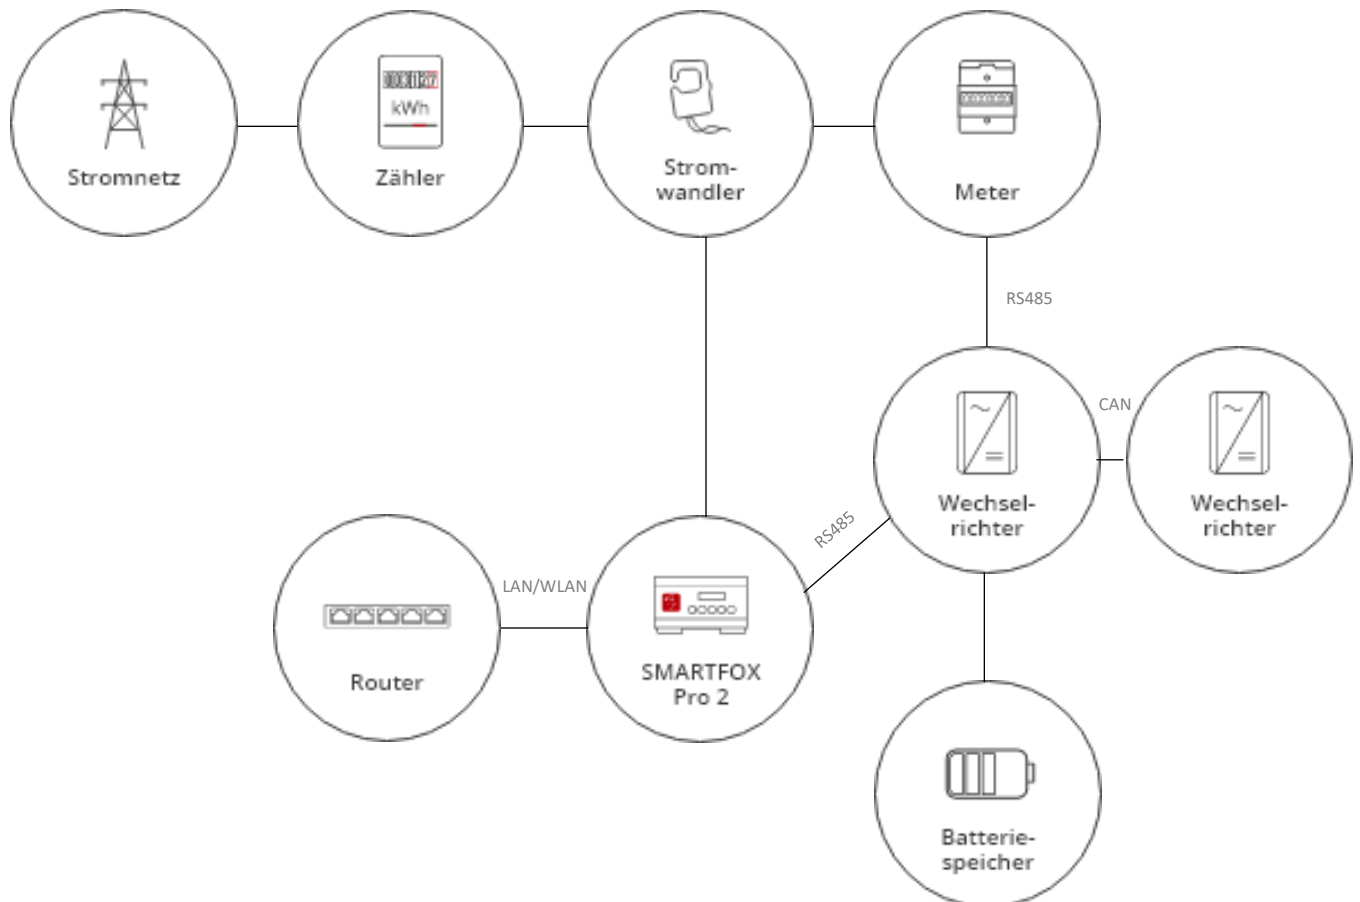 kWh
Stromnetz
Zähler
Strom-
wandler
Meter
RS485
CAN
Wechsel-
richter
Wechsel-
richter
RS485
LAN/WLAN
Router
SMARTFOX
Pro 2
Batterie-
speicher